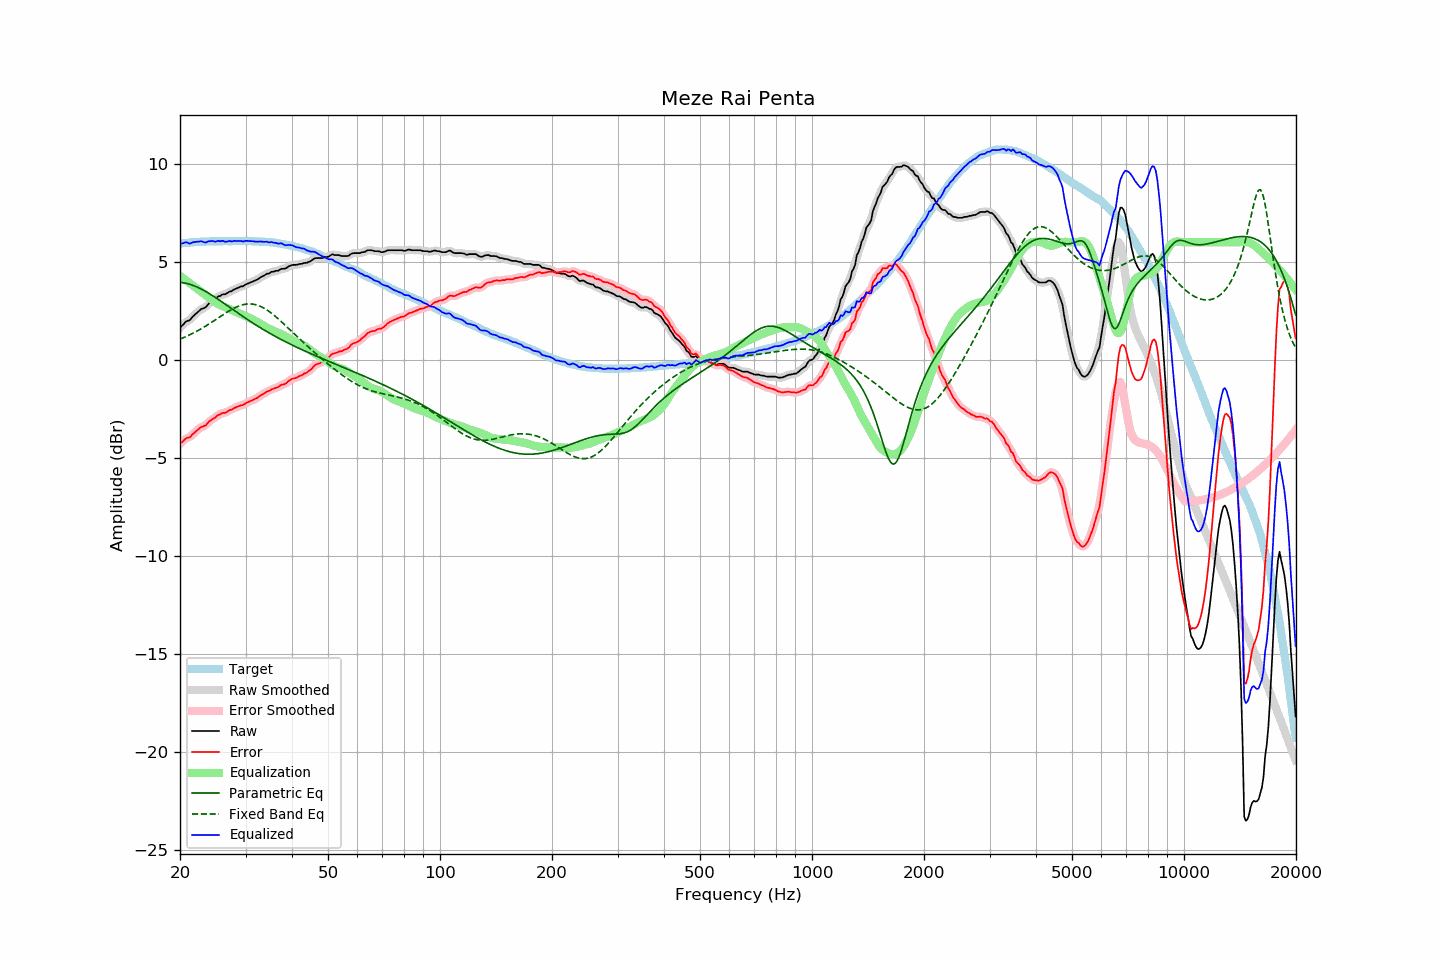 Meze Rai Penta
Amplitude (dBr)
10
5
0
−5
−10
−15
−20
−25
Target
Raw Smoothed
Error Smoothed
Raw
Error
Equalization
Parametric Eq
Fixed Band Eq
Equalized
20 50 100 200 500 1000 2000 5000 10000 20000
Frequency (Hz)